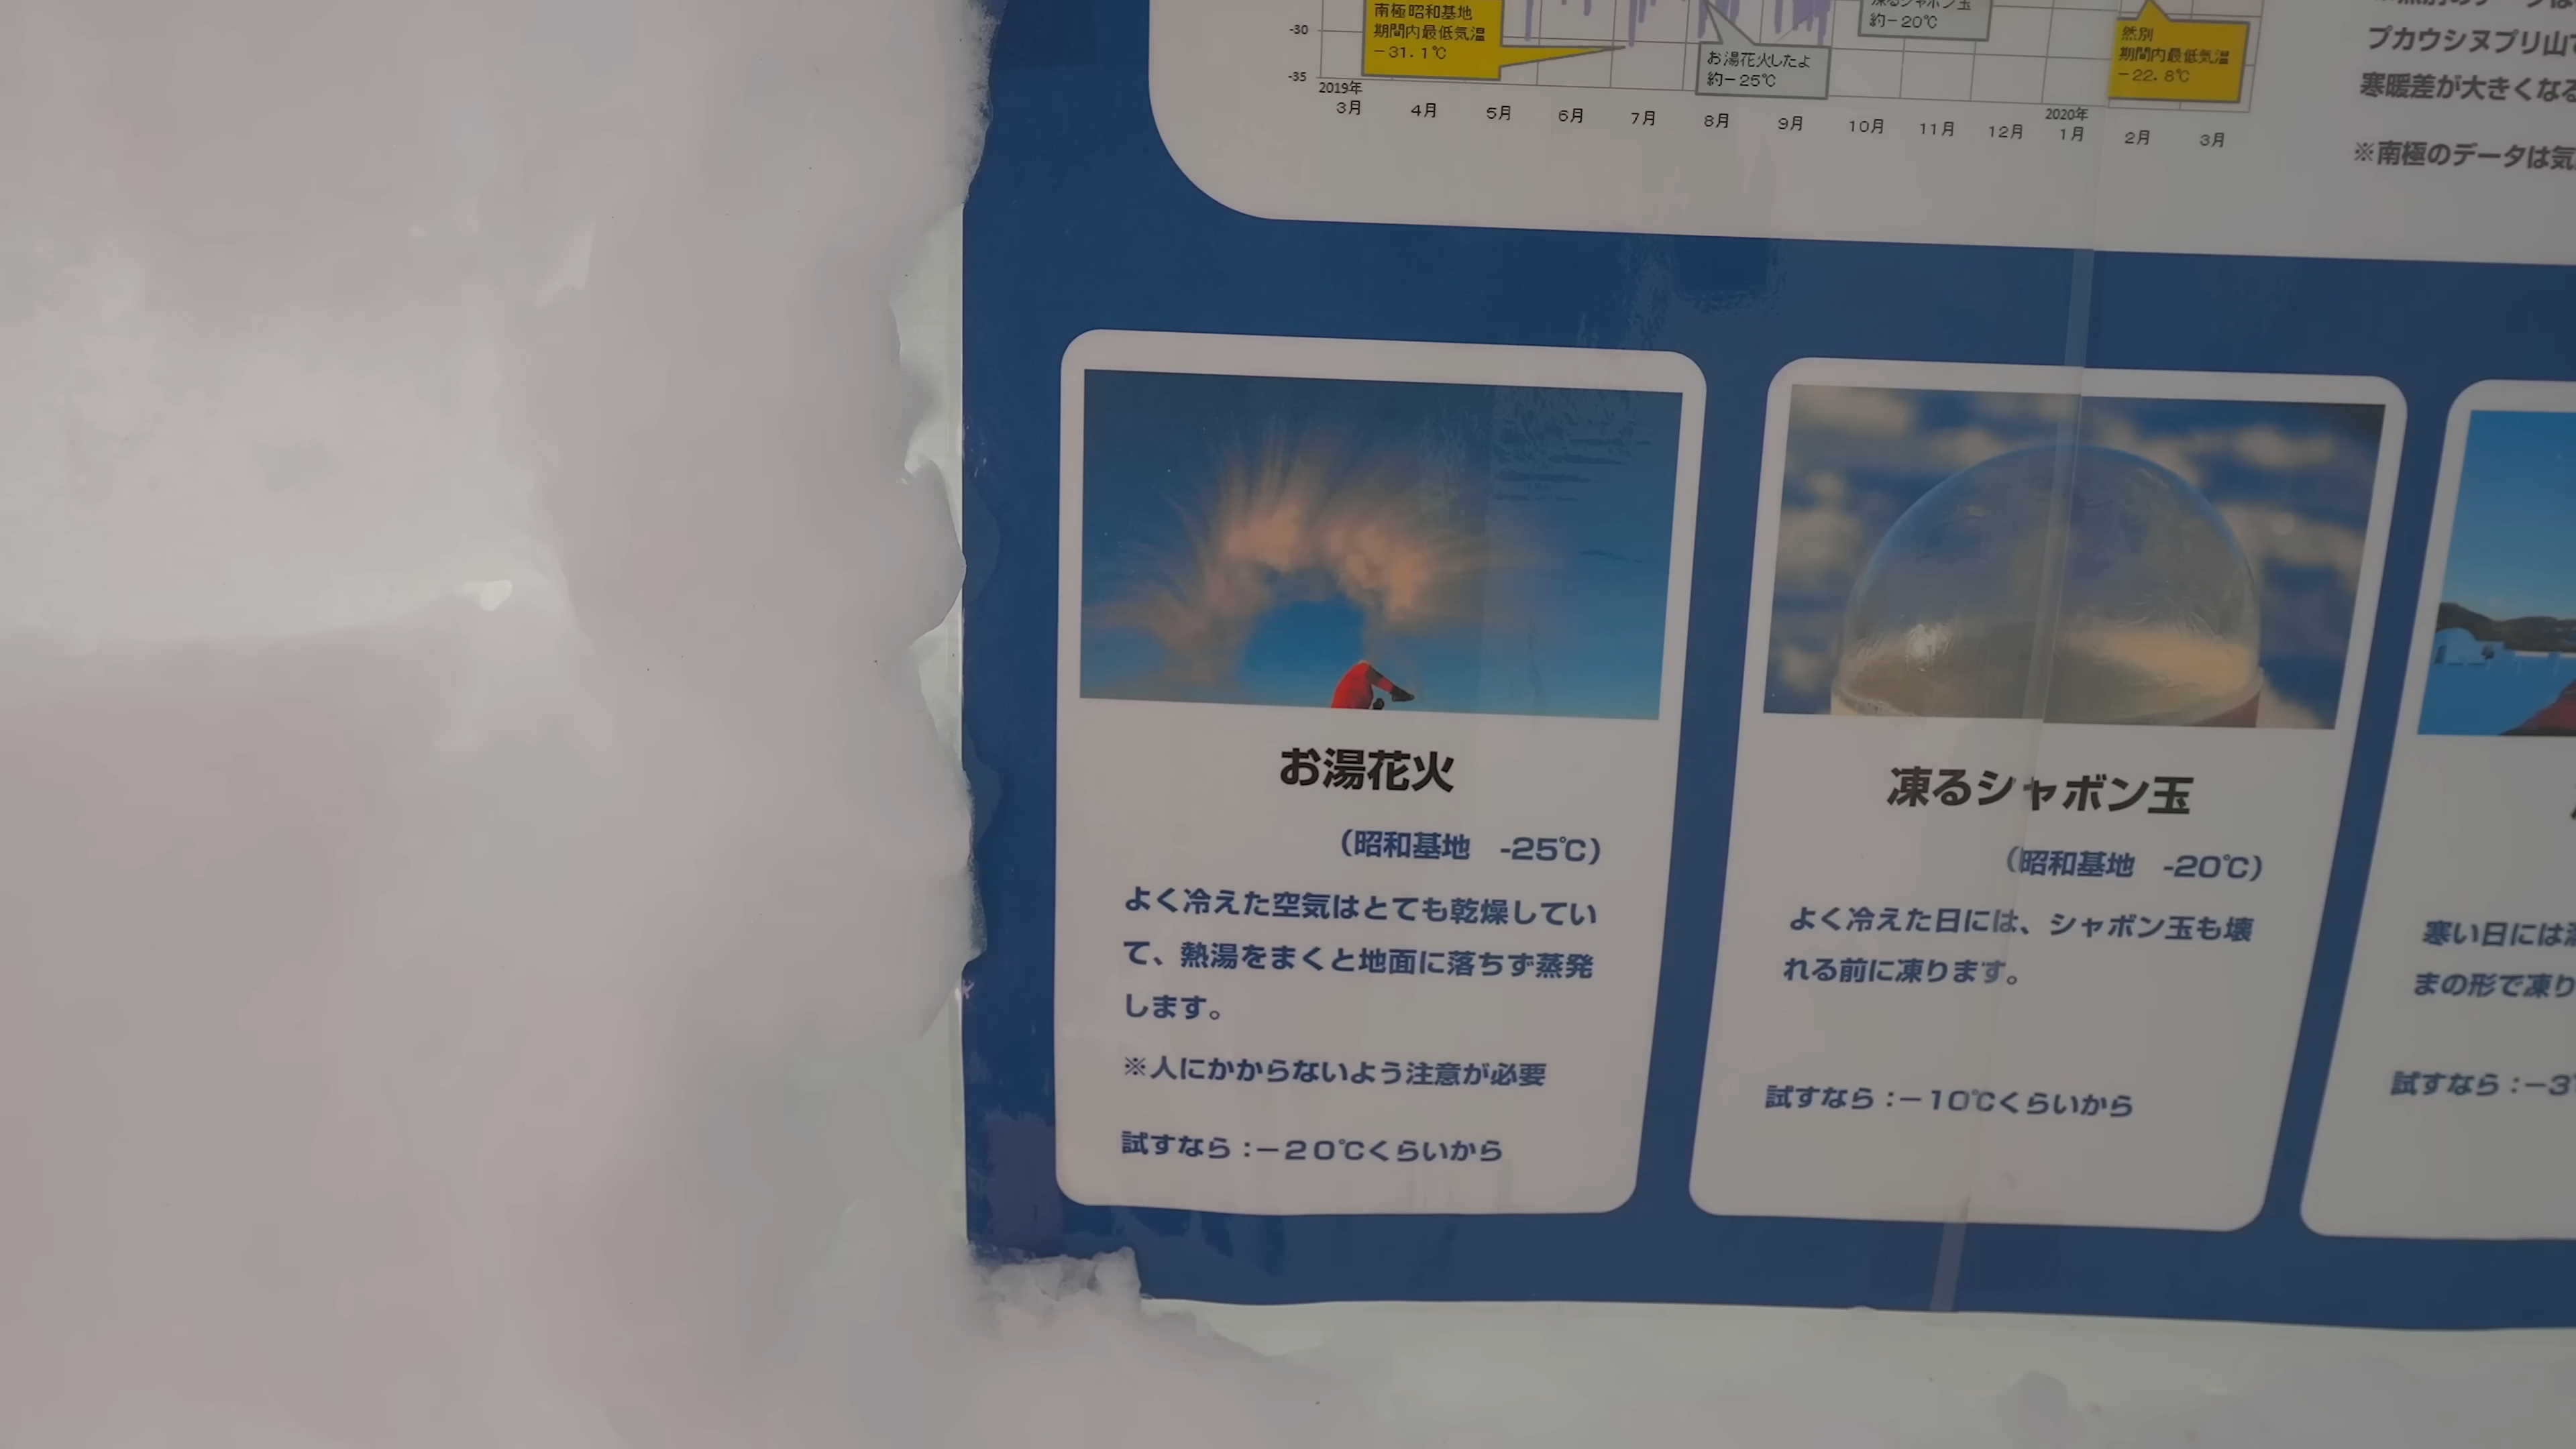 南極昭和基地
期間内最低気温
－31.1℃
約－20℃
お湯花火したよ
約－25℃
然別
期間内最低気温
－22.8℃
-30
-35
2019年
3月 4月 5月 6月 7月 8月 9月 10月 11月 12月 1月 2月 3月
2020年
プカウシヌプリ山
寒暖差が大きくなる
※南極のデータは気
お湯花火
（昭和基地　-25℃）
よく冷えた空気はとても乾燥してい
て、熱湯をまくと地面に落ちず蒸発
します。
※人にかからないよう注意が必要
試すなら：－２０℃くらいから
凍るシャボン玉
（昭和基地　-20℃）
よく冷えた日には、シャボン玉も壊
れる前に凍ります。
試すなら：－１０℃くらいから
寒い日には
まの形で凍り
試すなら：－3